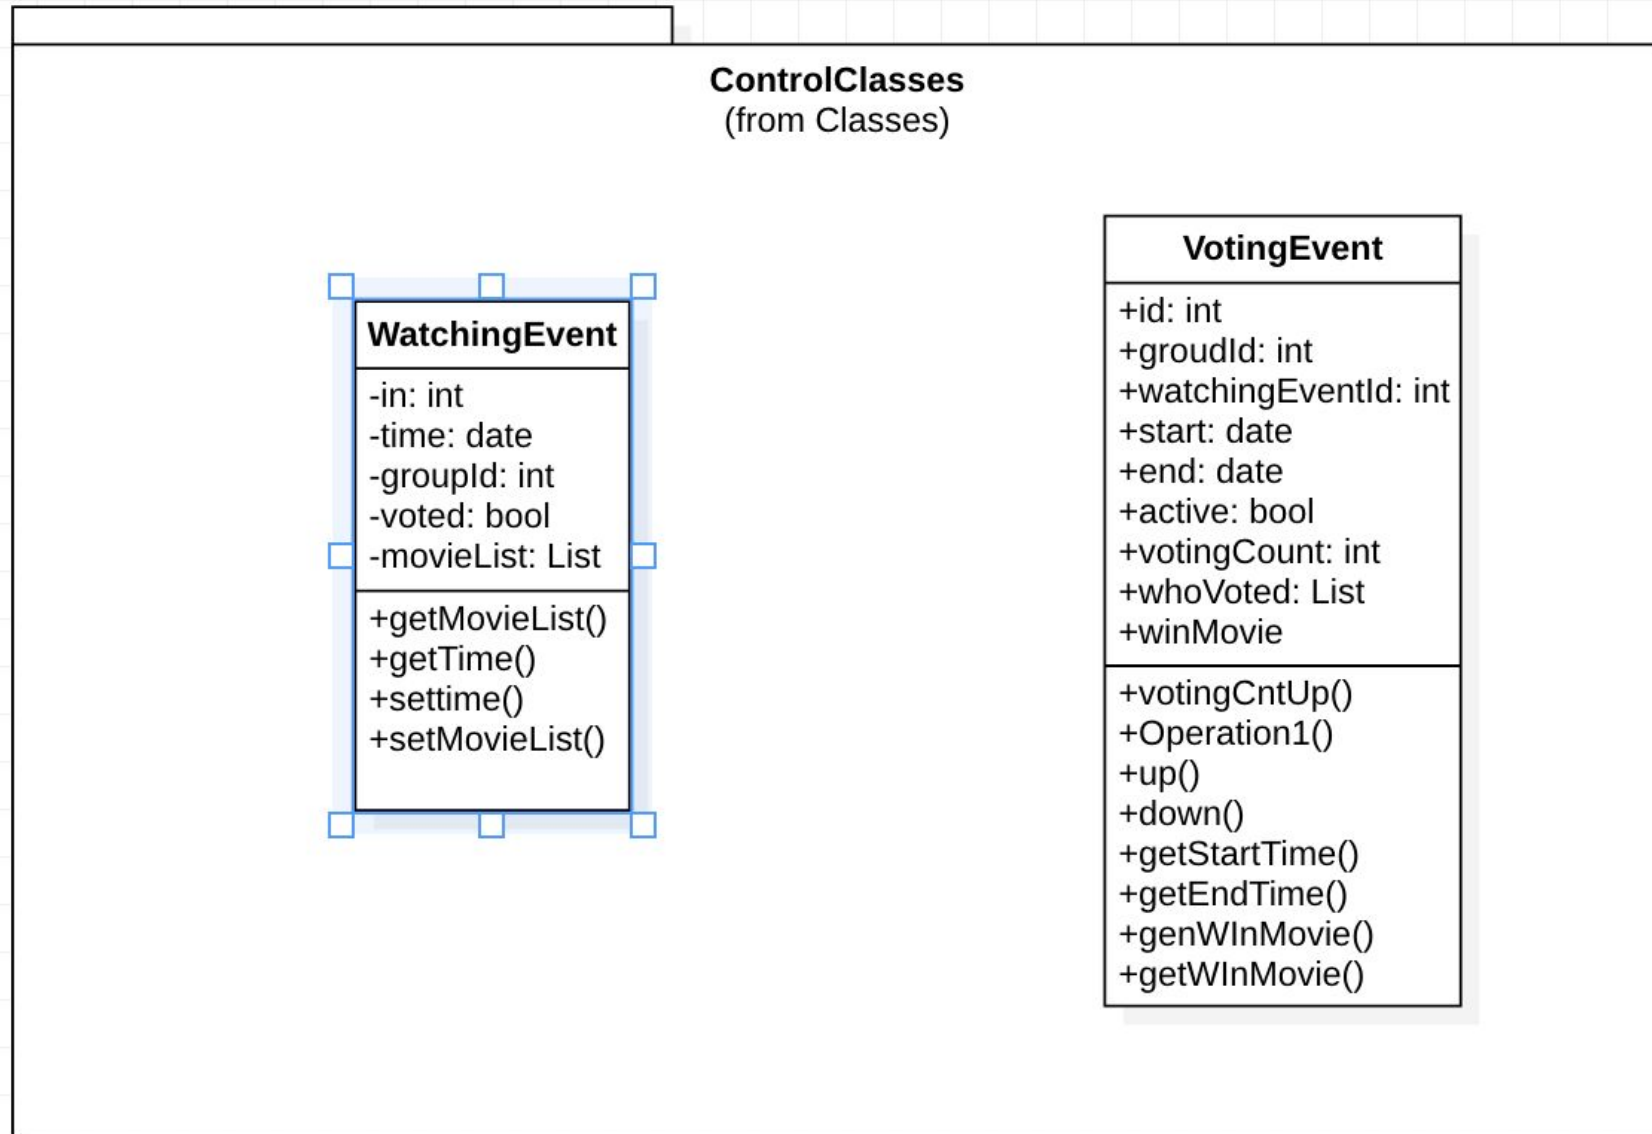 ControlClasses
(from Classes)
WatchingEvent
-in: int
-time: date
-groupId: int
-voted: bool
-movieList: List
+getMovieList()
+getTime()
+settime()
+setMovieList()
VotingEvent
+id: int
+groudId: int
+watchingEventId: int
+start: date
+end: date
+active: bool
+votingCount: int
+whoVoted: List
+winMovie
+votingCntUp()
+Operation1()
+up()
+down()
+getStartTime()
+getEndTime()
+genWInMovie()
+getWInMovie()